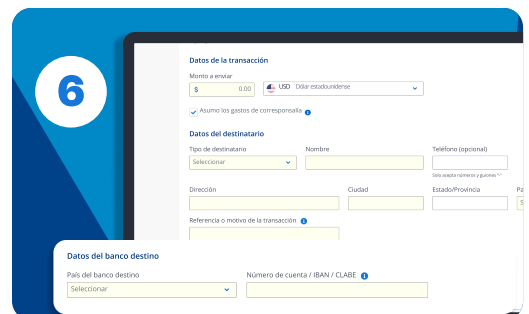 6
Datos de la transacción
Monto a enviar
$ 0.00 USD Dólar estadounidense
Asumo los gastos de corresponsalía
Datos del destinatario
Tipo de destinatario Nombre Teléfono (opcional)
Seleccionar
Solo acepta números y guiones "-"
Dirección Ciudad Estado/Provincia Pa
S
Referencia o motivo de la transacción
Datos del banco destino
País del banco destino Número de cuenta / IBAN / CLABE
Seleccionar